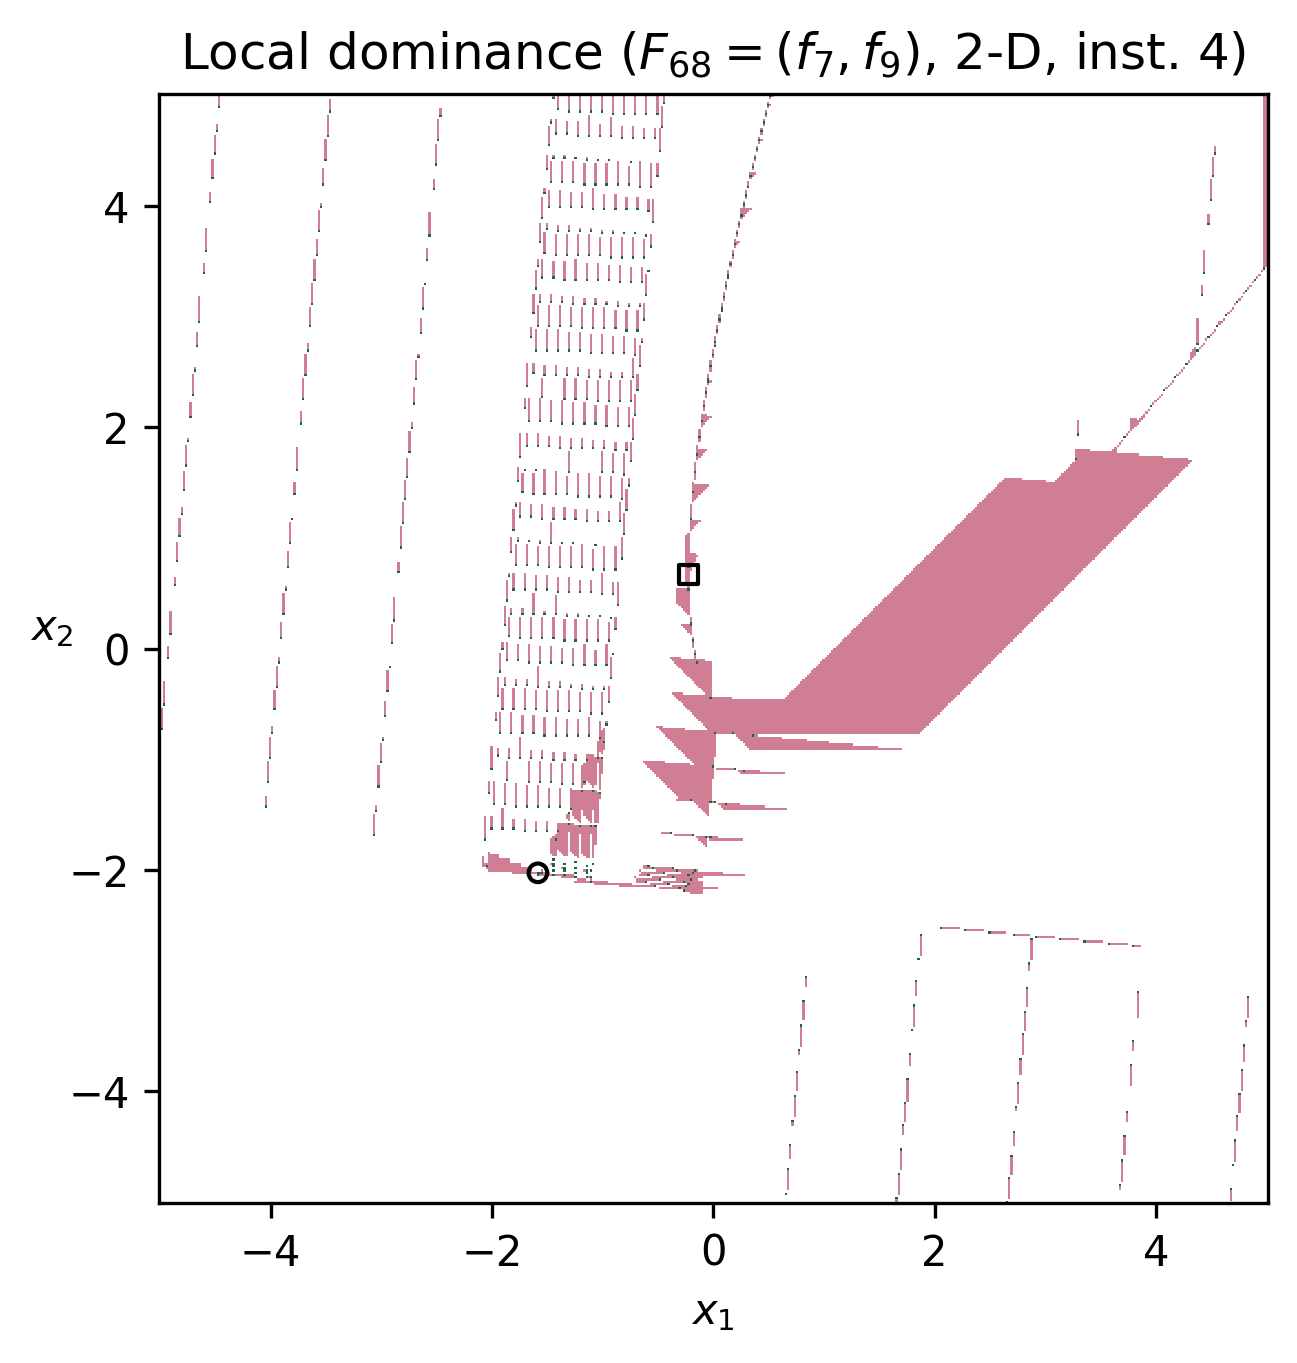 Local dominance (F₆₈ = (f₇, f₉), 2-D, inst. 4)
4
2
x₂
0
−2
−4
−4 −2 0 2 4
x₁